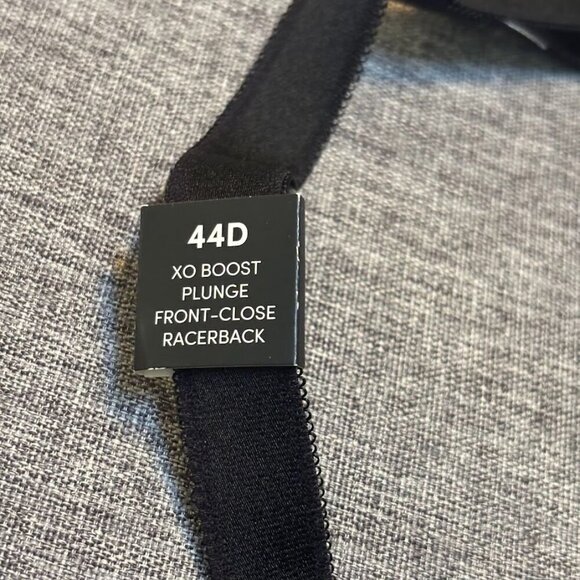 44D
XO BOOST
PLUNGE
FRONT-CLOSE
RACERBACK